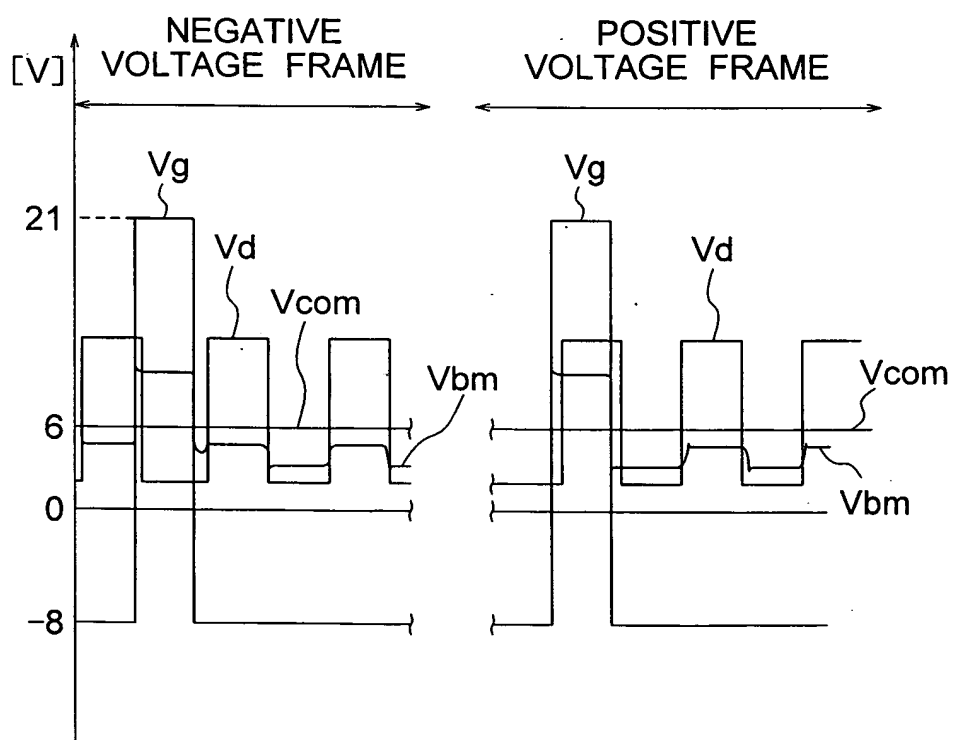 NEGATIVE
VOLTAGE FRAME
POSITIVE
VOLTAGE FRAME
[V]
Vg
Vg
21
Vd
Vd
Vcom
Vbm
Vcom
6
Vbm
0
−8